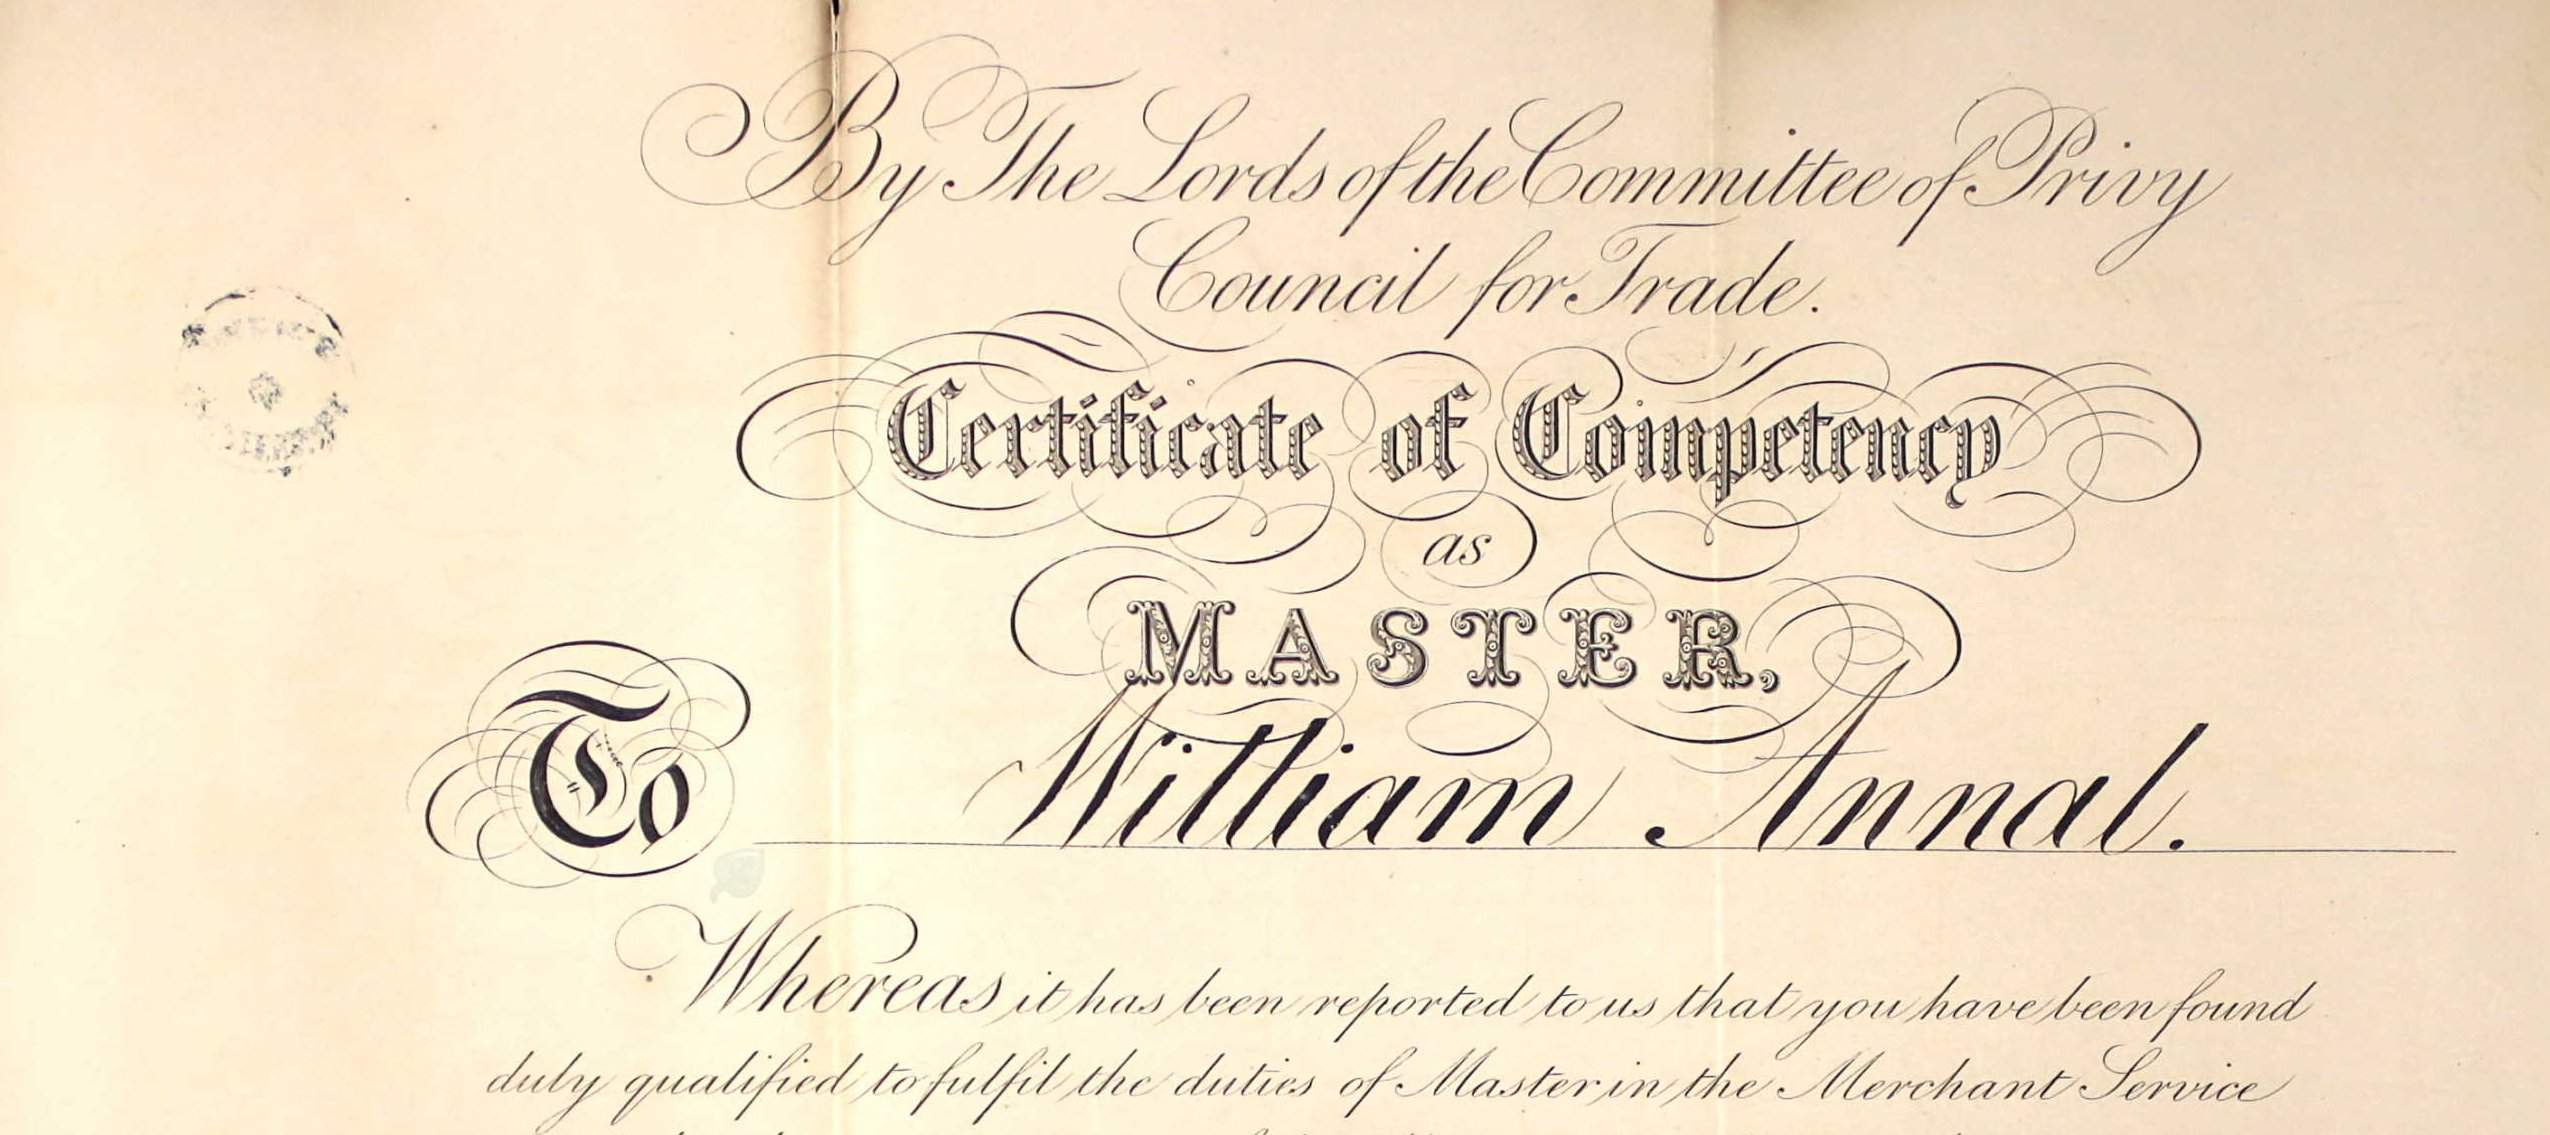 By The Lords of the Committee of Privy
Council for Trade.
Certificate of Competency
as
MASTER,
To William Annal.
Whereas it has been reported to us that you have been found
duly qualified to fulfil the duties of Master in the Merchant Service